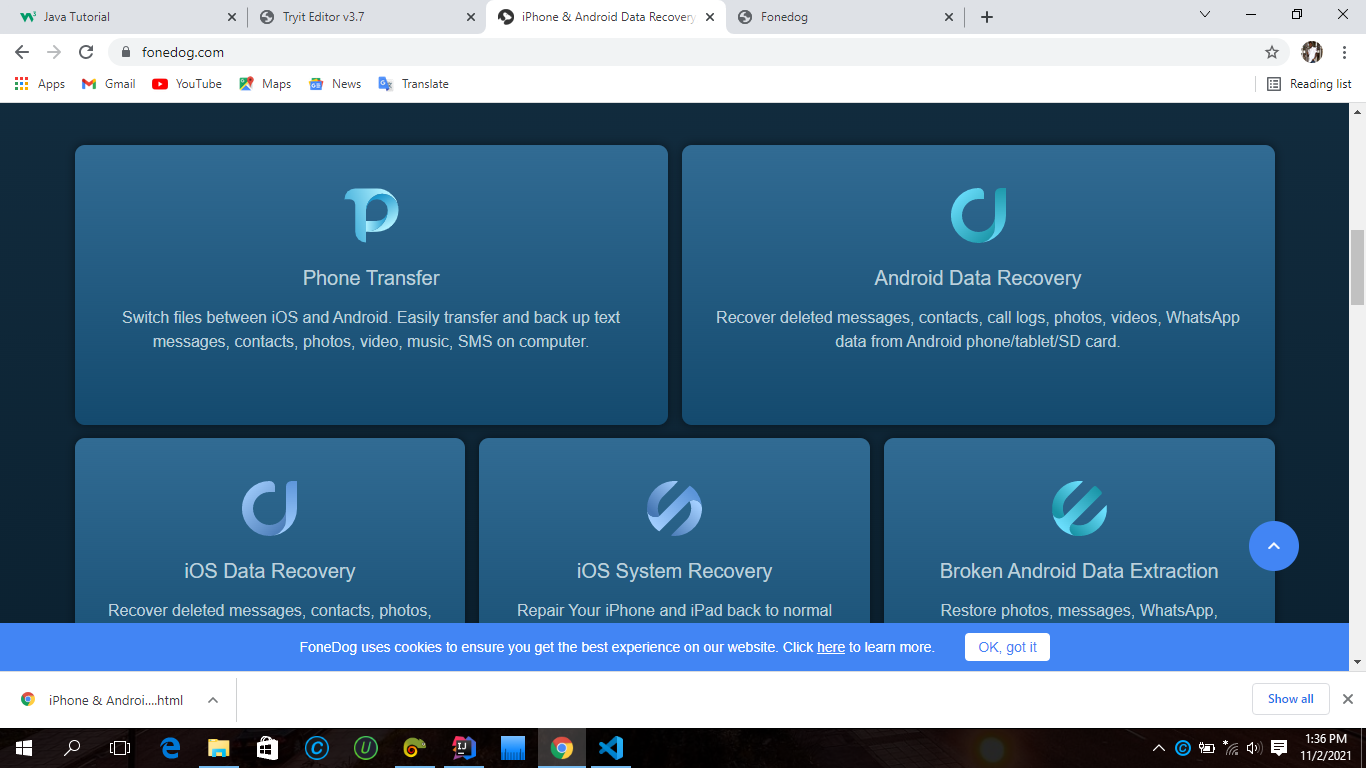 Java Tutorial
Tryit Editor v3.7
iPhone & Android Data Recovery
Fonedog
fonedog.com
Apps
Gmail
YouTube
Maps
News
Translate
Reading list
Phone Transfer
Switch files between iOS and Android. Easily transfer and back up text
messages, contacts, photos, video, music, SMS on computer.
Android Data Recovery
Recover deleted messages, contacts, call logs, photos, videos, WhatsApp
data from Android phone/tablet/SD card.
iOS Data Recovery
Recover deleted messages, contacts, photos,
iOS System Recovery
Repair Your iPhone and iPad back to normal
Broken Android Data Extraction
Restore photos, messages, WhatsApp,
FoneDog uses cookies to ensure you get the best experience on our website. Click here to learn more.
OK, got it
iPhone & Androi....html
Show all
1:36 PM
11/2/2021